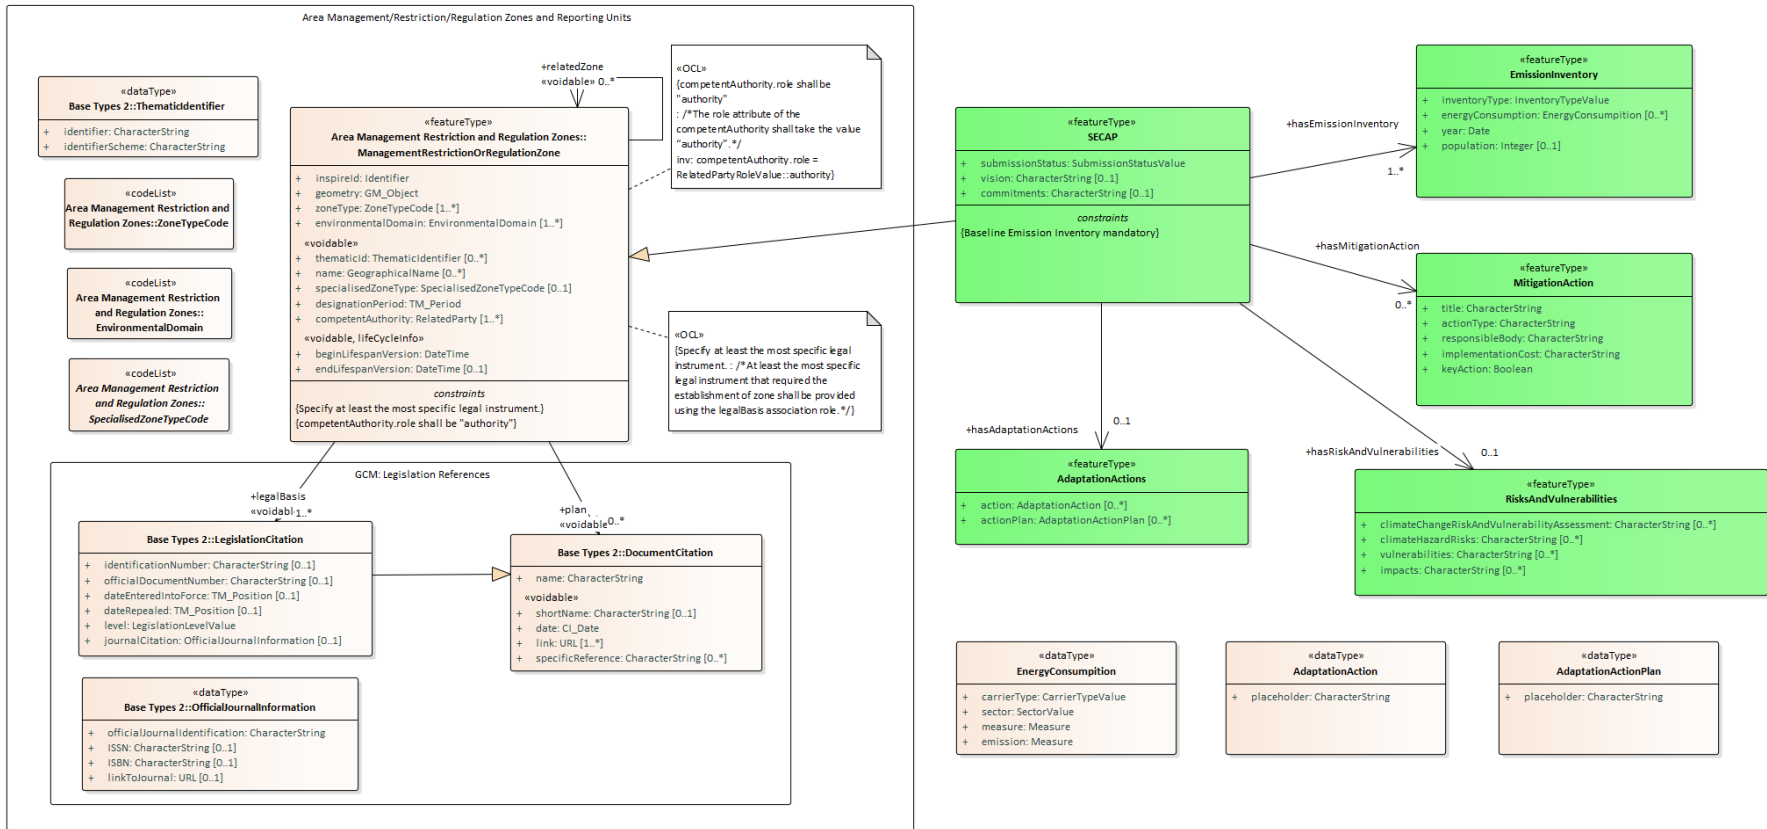 Area Management/Restriction/Regulation Zones and Reporting Units
«dataType»
Base Types 2::ThematicIdentifier
+ identifier: CharacterString
+ identifierScheme: CharacterString
«codeList»
Area Management Restriction and
Regulation Zones::ZoneTypeCode
«codeList»
Area Management Restriction
and Regulation Zones::
EnvironmentalDomain
«codeList»
Area Management Restriction
and Regulation Zones::
SpecialisedZoneTypeCode
+relatedZone
«voidable» 0..*
«featureType»
Area Management Restriction and Regulation Zones::
ManagementRestrictionOrRegulationZone
+ inspireId: Identifier
+ geometry: GM_Object
+ zoneType: ZoneTypeCode [1..*]
+ environmentalDomain: EnvironmentalDomain [1..*]
«voidable»
+ thematicId: ThematicIdentifier [0..*]
+ name: GeographicalName [0..*]
+ specialisedZoneType: SpecialisedZoneTypeCode [0..1]
+ designationPeriod: TM_Period
+ competentAuthority: RelatedParty [1..*]
«voidable, lifeCycleInfo»
+ beginLifespanVersion: DateTime
+ endLifespanVersion: DateTime [0..1]
constraints
{Specify at least the most specific legal instrument.}
{competentAuthority.role shall be "authority"}
«OCL»
{competentAuthority.role shall be
"authority"
: /*The role attribute of the
competentAuthority shall take the value
"authority".*/
inv: competentAuthority.role =
RelatedPartyRoleValue::authority}
«OCL»
{Specify at least the most specific legal
instrument. : /*At least the most specific
legal instrument that required the
establishment of zone shall be provided
using the legalBasis association role.*/}
GCM: Legislation References
+legalBasis
«voidable» 1..*
+plan
«voidable» 0..*
Base Types 2::LegislationCitation
+ identificationNumber: CharacterString [0..1]
+ officialDocumentNumber: CharacterString [0..1]
+ dateEnteredIntoForce: TM_Position [0..1]
+ dateRepealed: TM_Position [0..1]
+ level: LegislationLevelValue
+ journalCitation: OfficialJournalInformation [0..1]
Base Types 2::DocumentCitation
+ name: CharacterString
«voidable»
+ shortName: CharacterString [0..1]
+ date: CI_Date
+ link: URL [1..*]
+ specificReference: CharacterString [0..*]
«dataType»
Base Types 2::OfficialJournalInformation
+ officialJournalIdentification: CharacterString
+ ISSN: CharacterString [0..1]
+ ISBN: CharacterString [0..1]
+ linkToJournal: URL [0..1]
«featureType»
SECAP
+ submissionStatus: SubmissionStatusValue
+ vision: CharacterString [0..1]
+ commitments: CharacterString [0..1]
constraints
{Baseline Emission Inventory mandatory}
+hasEmissionInventory
1..*
«featureType»
EmissionInventory
+ inventoryType: InventoryTypeValue
+ energyConsumption: EnergyConsumpition [0..*]
+ year: Date
+ population: Integer [0..1]
+hasMitigationAction
0..*
«featureType»
MitigationAction
+ title: CharacterString
+ actionType: CharacterString
+ responsibleBody: CharacterString
+ implementationCost: CharacterString
+ keyAction: Boolean
+hasAdaptationActions
0..1
«featureType»
AdaptationActions
+ action: AdaptationAction [0..*]
+ actionPlan: AdaptationActionPlan [0..*]
+hasRiskAndVulnerabilities
0..1
«featureType»
RisksAndVulnerabilities
+ climateChangeRiskAndVulnerabilityAssessment: CharacterString [0..*]
+ climateHazardRisks: CharacterString [0..*]
+ vulnerabilities: CharacterString [0..*]
+ impacts: CharacterString [0..*]
«dataType»
EnergyConsumpition
+ carrierType: CarrierTypeValue
+ sector: SectorValue
+ measure: Measure
+ emission: Measure
«dataType»
AdaptationAction
+ placeholder: CharacterString
«dataType»
AdaptationActionPlan
+ placeholder: CharacterString